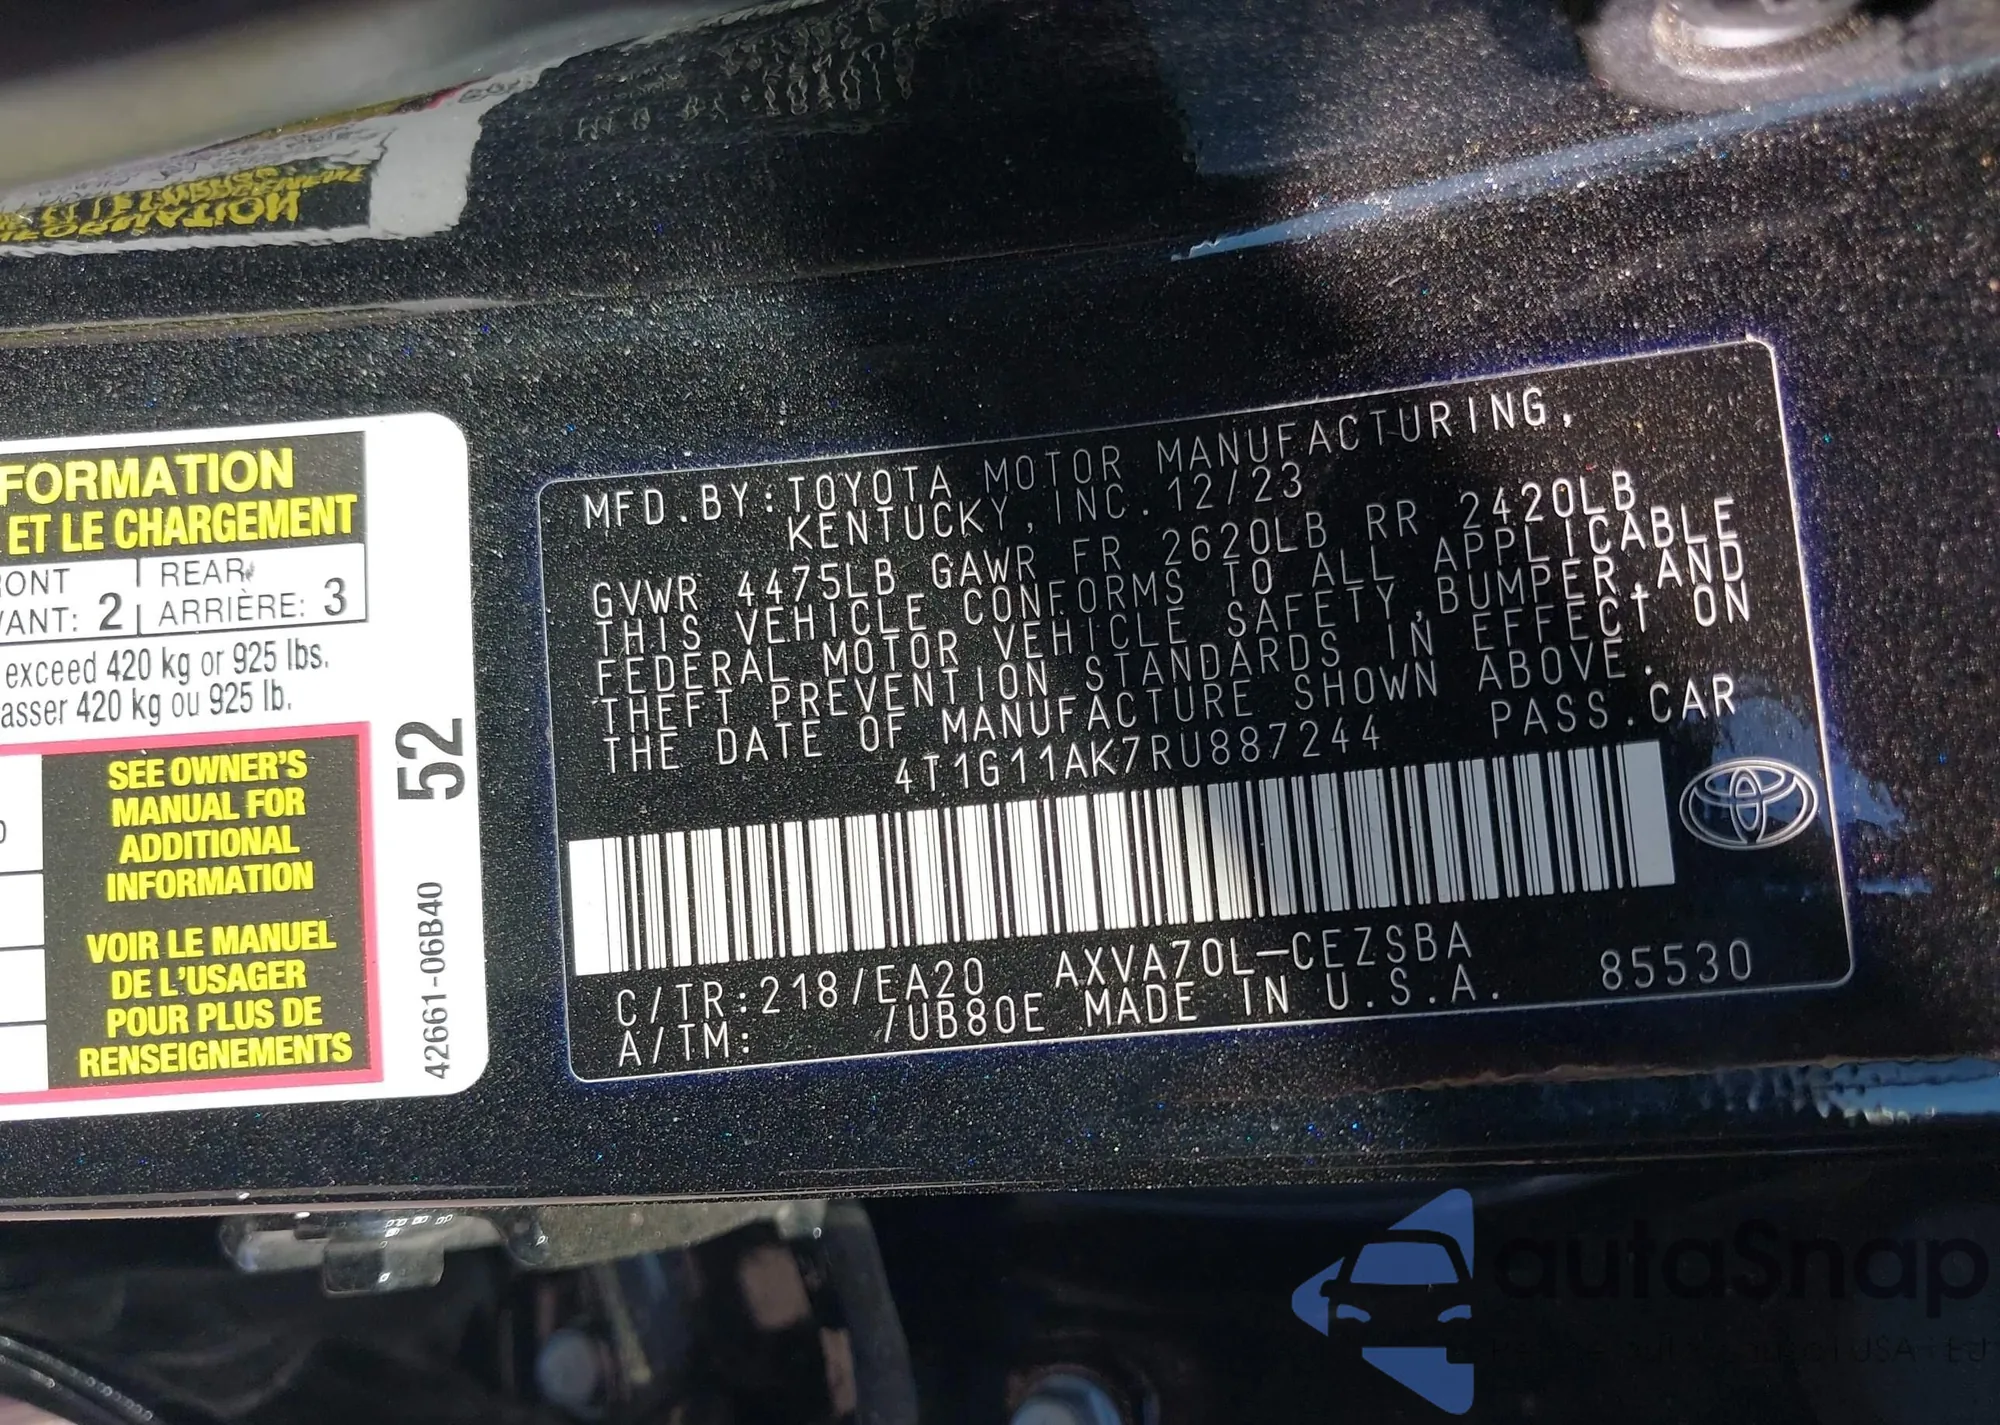 FORMATION
ET LE CHARGEMENT
RONT
VANT: 2
REAR
ARRIÈRE: 3
exceed 420 kg or 925 lbs.
asser 420 kg ou 925 lb.
SEE OWNER'S
MANUAL FOR
ADDITIONAL
INFORMATION
VOIR LE MANUEL
DE L'USAGER
POUR PLUS DE
RENSEIGNEMENTS
52
42661-06B40
MFD.BY:TOYOTA MOTOR MANUFACTURING,
KENTUCKY,INC.12/23
GVWR 4475LB GAWR FR 2620LB RR 2420LB
THIS VEHICLE CONFORMS TO ALL APPLICABLE
FEDERAL MOTOR VEHICLE SAFETY,BUMPER,AND
THEFT PREVENTION STANDARDS IN EFFECT ON
THE DATE OF MANUFACTURE SHOWN ABOVE.
4T1G11AK7RU887244 PASS.CAR
C/TR:218/EA20 AXVA70L-CEZSBA 85530
A/TM: /UB80E MADE IN U.S.A.
autaSnap